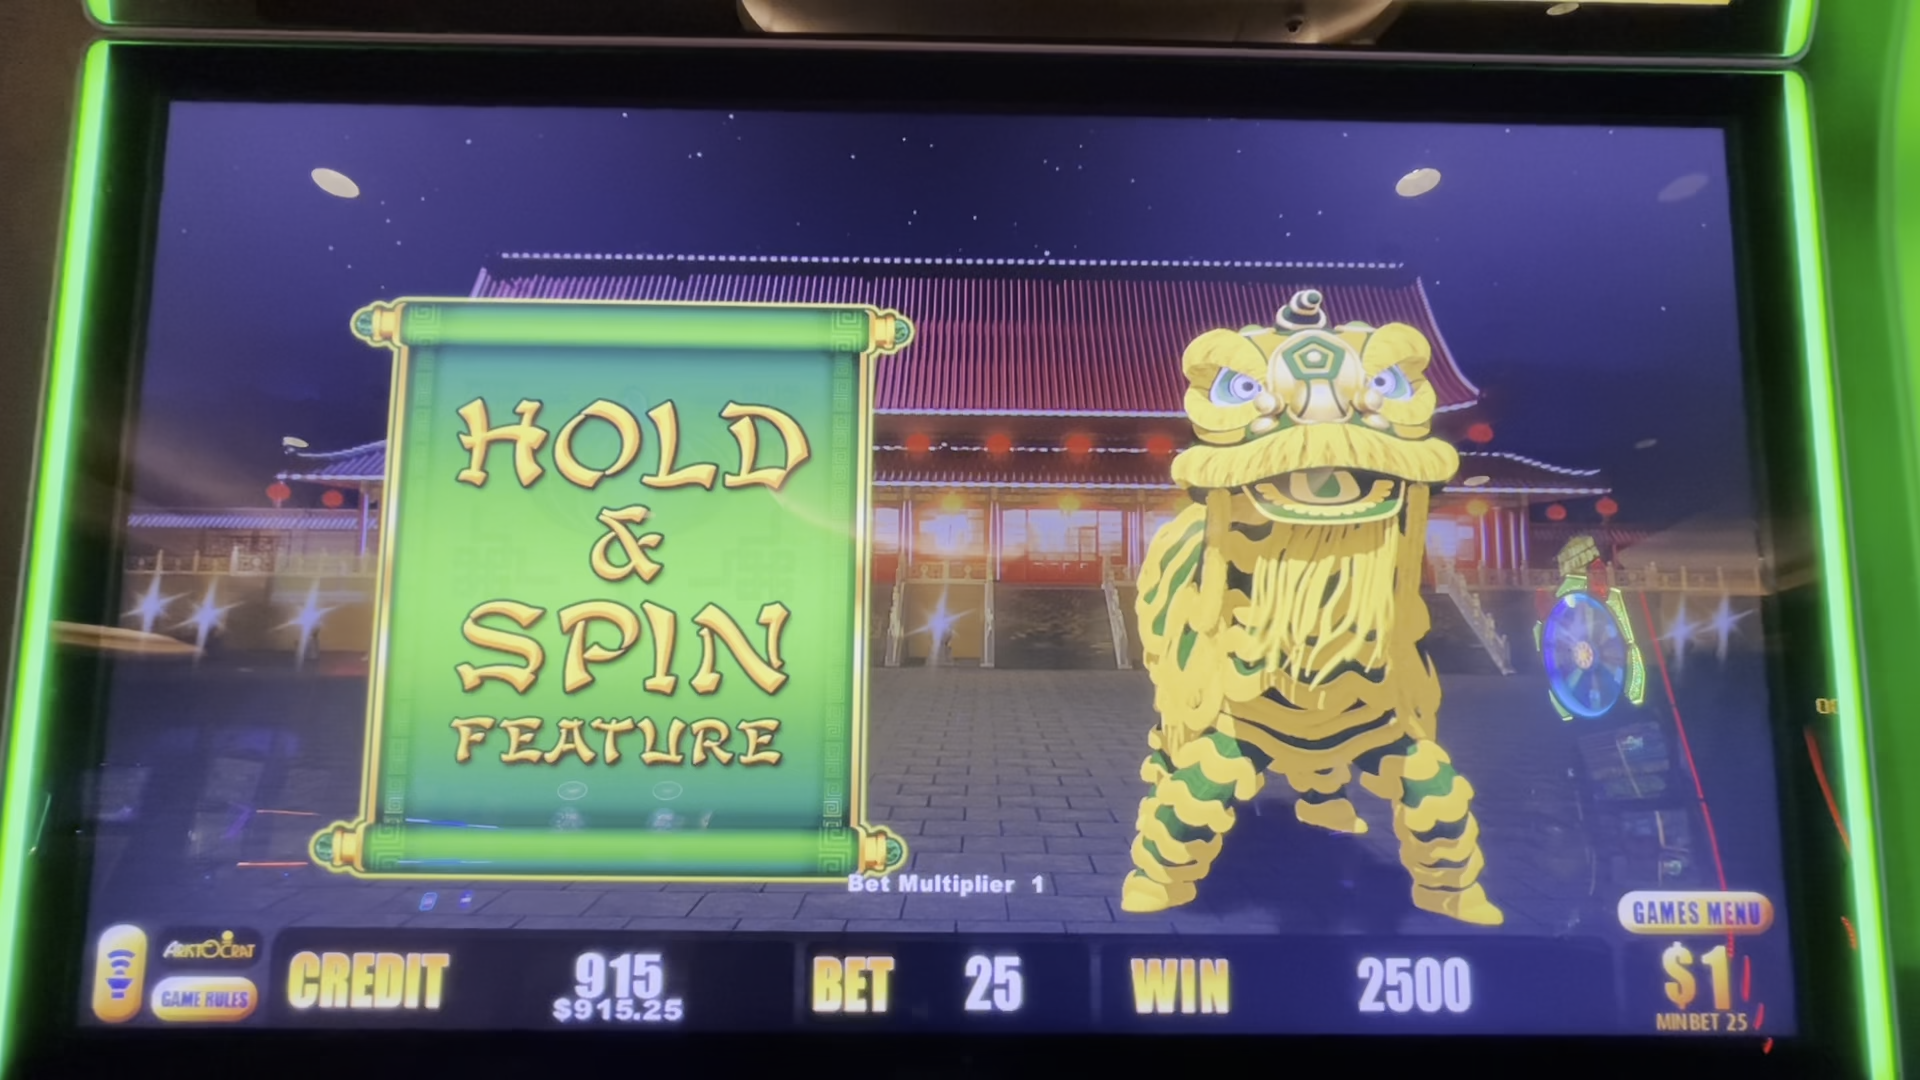 HOLD
&
SPIN
FEATURE
Bet Multiplier 1
GAMES MENU
ARISTOCRAT
GAME RULES
CREDIT 915
$915.25
BET 25
WIN 2500
$1
MIN BET 25